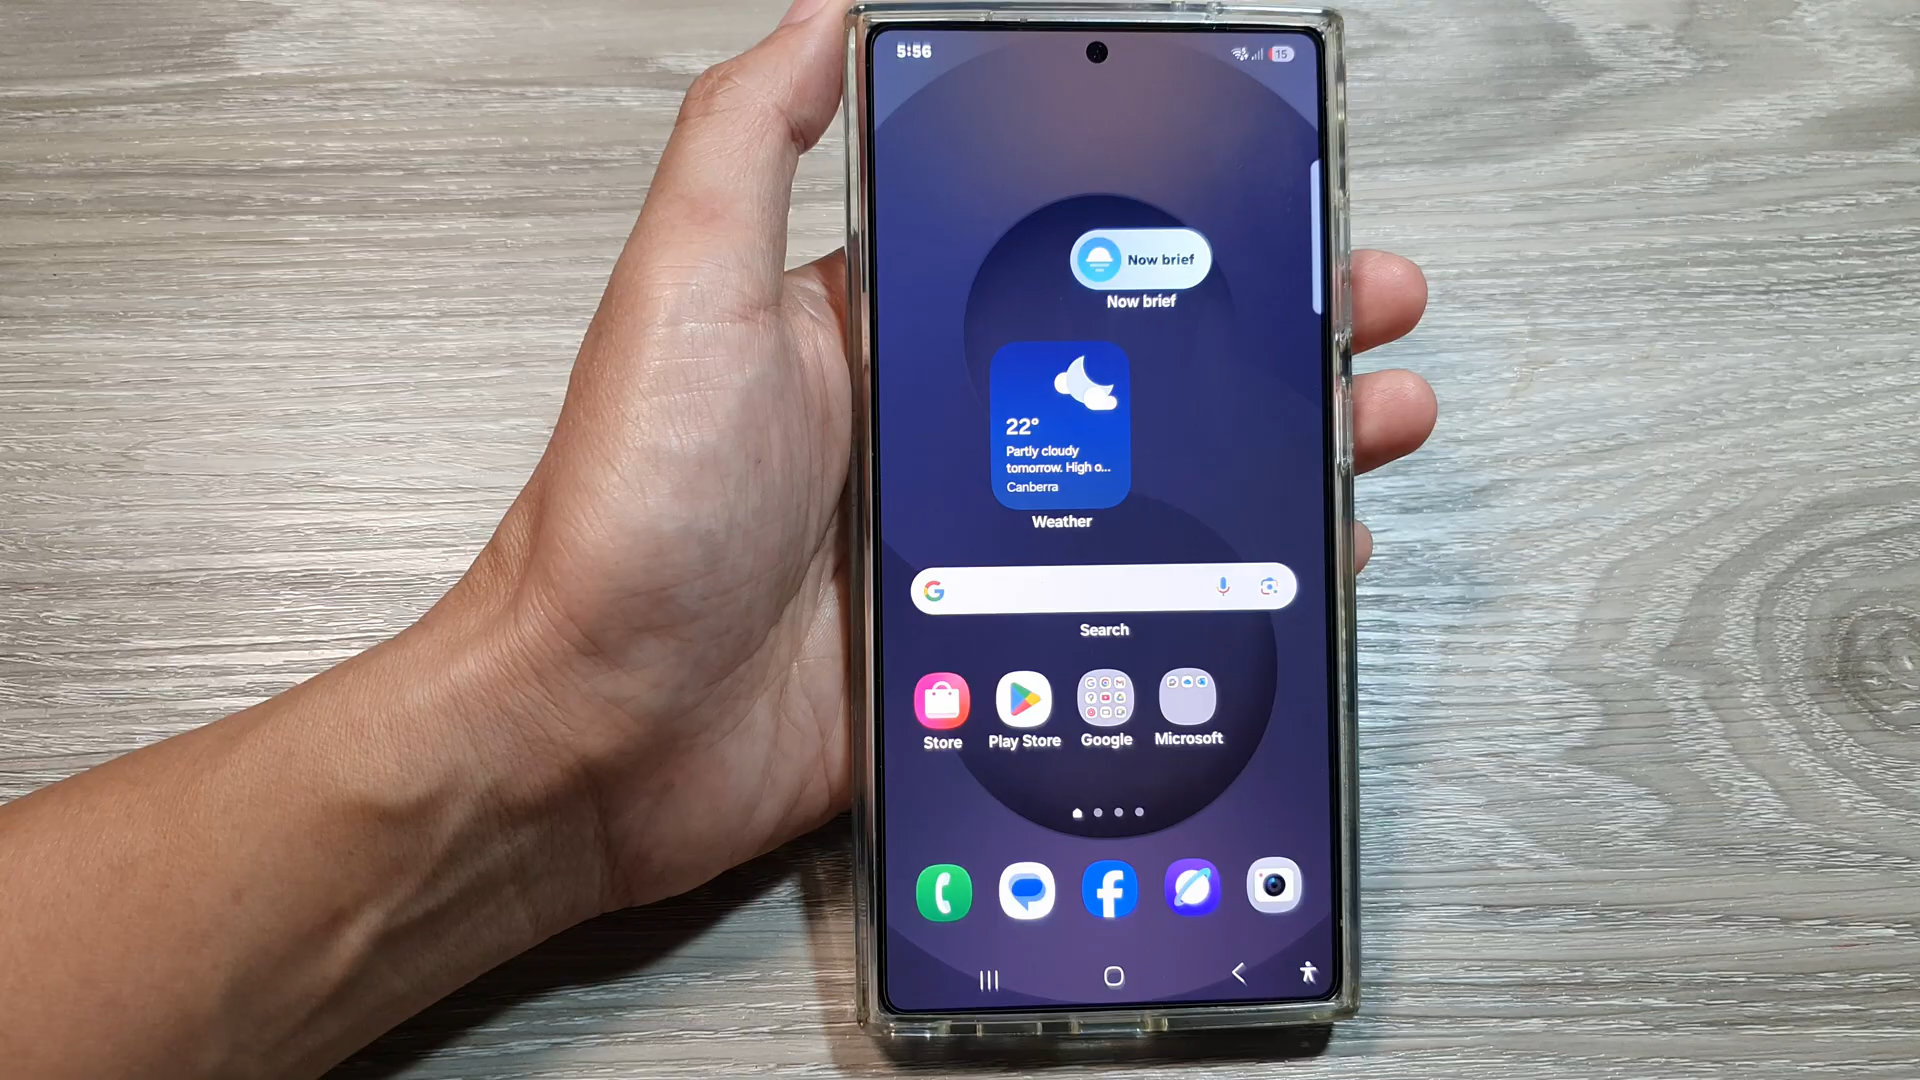 5:56
15
Now brief
Now brief
22°
Partly cloudy
tomorrow. High o...
Canberra
Weather
Search
Store
Play Store
Google
Microsoft